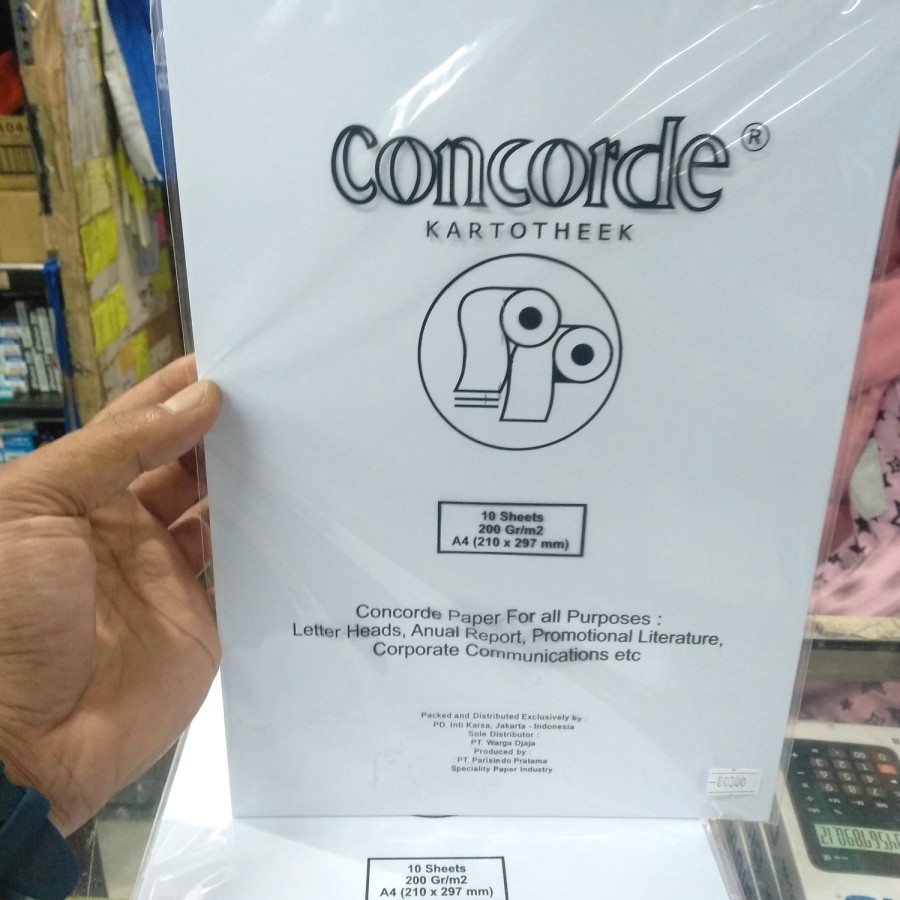 Concorde®
KARTOTHEEK
10 Sheets
200 Gr/m2
A4 (210 x 297 mm)
Concorde Paper For all Purposes :
Letter Heads, Anual Report, Promotional Literature,
Corporate Communications etc
Packed and Distributed Exclusively by :
PD. Inti Karsa, Jakarta - Indonesia
Sole Distributor :
PT. Warga Djaja
Produced by :
PT. Parisindo Pratama
Speciality Paper Industry
10 Sheets
200 Gr/m2
A4 (210 x 297 mm)